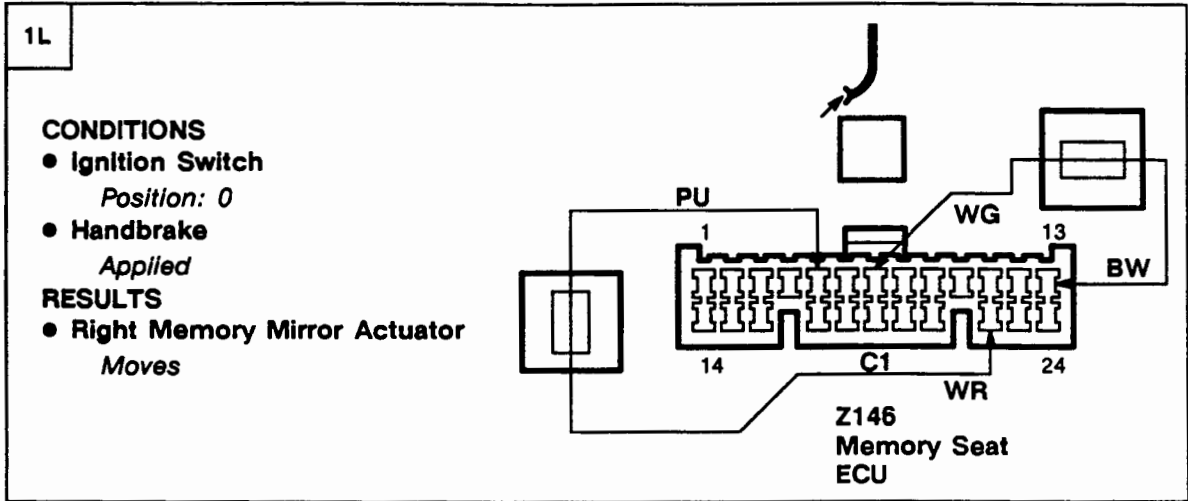 1L
CONDITIONS
● Ignition Switch
Position: 0
● Handbrake
Applied
RESULTS
● Right Memory Mirror Actuator
Moves
PU
WG
1
13
BW
14
C1
24
WR
Z146
Memory Seat
ECU